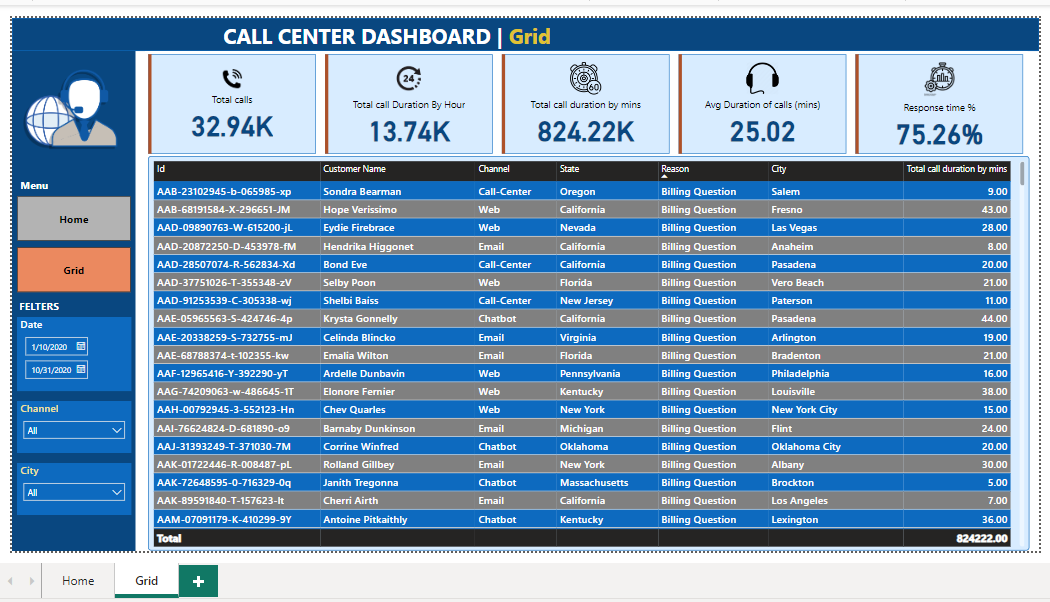 CALL CENTER DASHBOARD | Grid
Total calls
32.94K
24
Total call Duration By Hour
13.74K
60
Total call duration by mins
824.22K
Avg Duration of calls (mins)
25.02
Response time %
75.26%
Menu
Home
Grid
FELTERS
Date
1/10/2020
10/31/2020
Channel
All
City
All
Id Customer Name Channel State Reason City Total call duration by mins
AAB-23102945-b-065985-xp Sondra Bearman Call-Center Oregon Billing Question Salem 9.00
AAB-68191584-X-296651-JM Hope Verissimo Web California Billing Question Fresno 43.00
AAD-09890763-W-615200-jL Eydie Firebrace Web Nevada Billing Question Las Vegas 28.00
AAD-20872250-D-453978-fM Hendrika Higgonet Email California Billing Question Anaheim 8.00
AAD-28507074-R-562834-Xd Bond Eve Call-Center California Billing Question Pasadena 20.00
AAD-37751026-T-355348-zV Selby Poon Web Florida Billing Question Vero Beach 21.00
AAD-91253539-C-305338-wj Shelbi Baiss Call-Center New Jersey Billing Question Paterson 11.00
AAE-05965563-S-424746-4p Krysta Gonnelly Chatbot California Billing Question Pasadena 44.00
AAE-20338259-S-732755-mJ Celinda Blincko Email Virginia Billing Question Arlington 19.00
AAE-68788374-t-102355-kw Emalia Wilton Email Florida Billing Question Bradenton 21.00
AAF-12965416-Y-392290-yT Ardelle Dunbavin Web Pennsylvania Billing Question Philadelphia 16.00
AAG-74209063-w-486645-1T Elonore Fernier Web Kentucky Billing Question Louisville 38.00
AAH-00792945-3-552123-Hn Chev Quarles Web New York Billing Question New York City 15.00
AAI-76624824-D-681890-o9 Barnaby Dunkinson Email Michigan Billing Question Flint 24.00
AAJ-31393249-T-371030-7M Corrine Winfred Chatbot Oklahoma Billing Question Oklahoma City 20.00
AAK-01722446-R-008487-pL Rolland Gillbey Email New York Billing Question Albany 30.00
AAK-72648595-0-716329-0q Janith Tregonna Chatbot Massachusetts Billing Question Brockton 5.00
AAK-89591840-T-157623-lt Cherri Airth Email California Billing Question Los Angeles 7.00
AAM-07091179-K-410299-9Y Antoine Pitkaithly Chatbot Kentucky Billing Question Lexington 36.00
Total 824222.00
Home Grid +